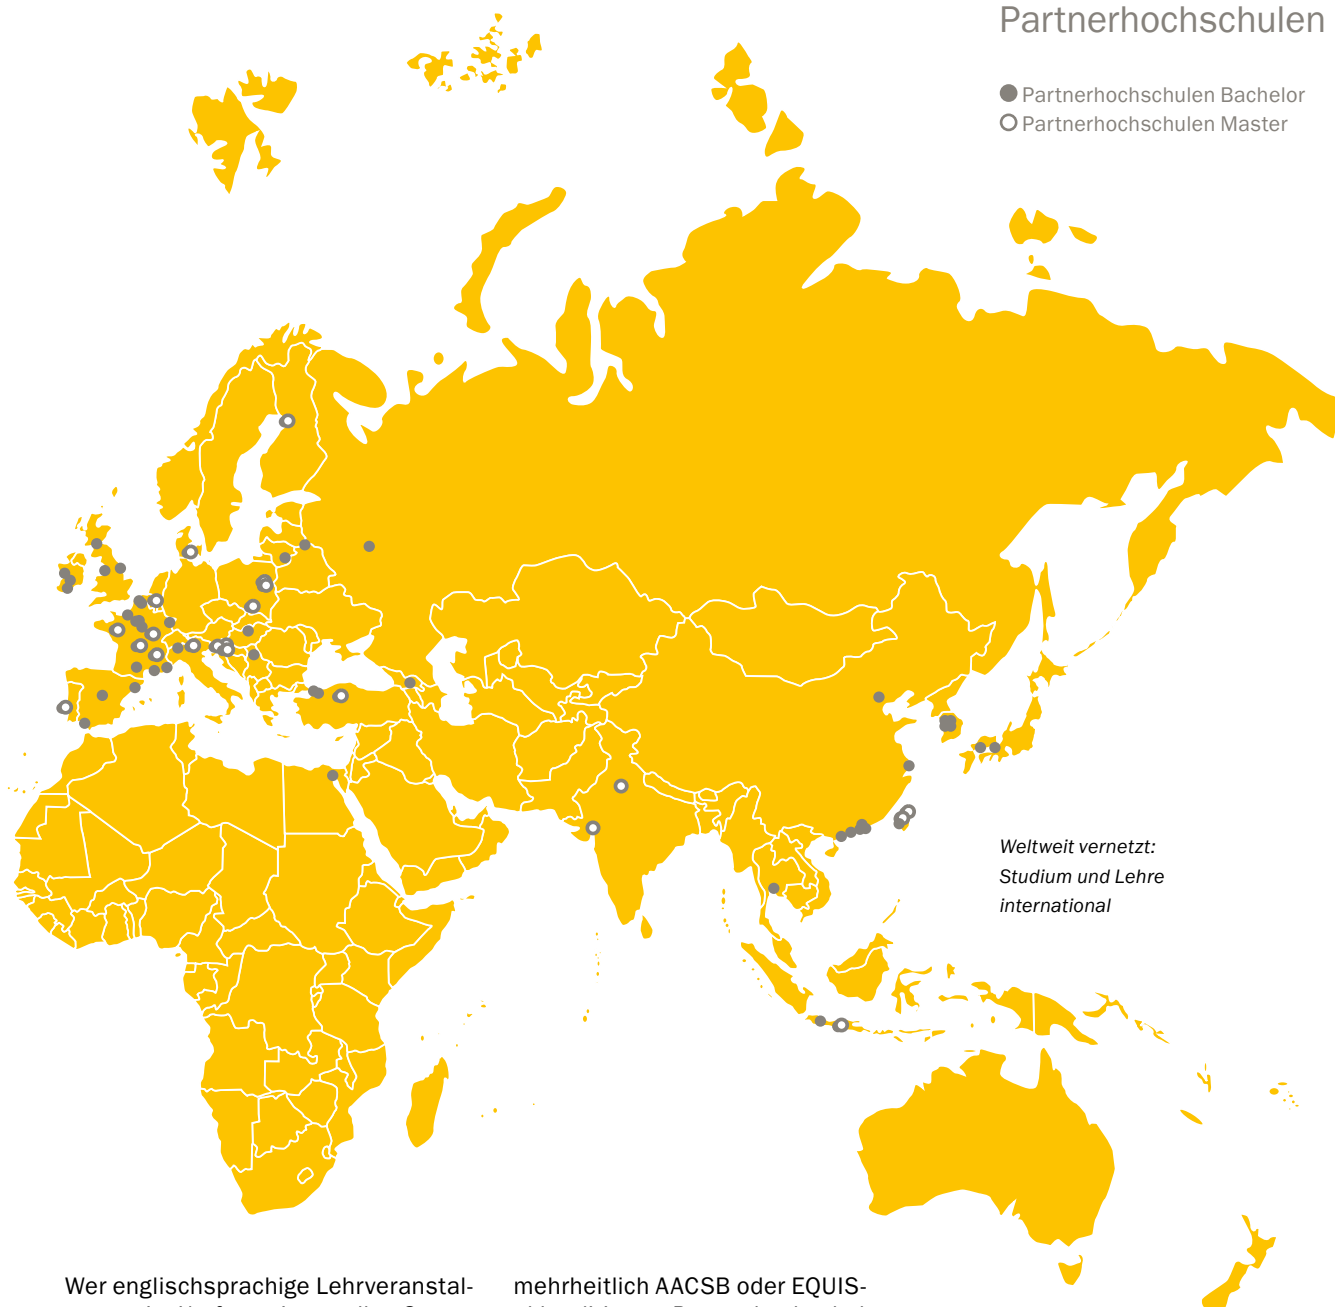 Partnerhochschulen
Partnerhochschulen Bachelor
Partnerhochschulen Master
Weltweit vernetzt:
Studium und Lehre
international
Wer englischsprachige Lehrveranstal-
mehrheitlich AACSB oder EQUIS-